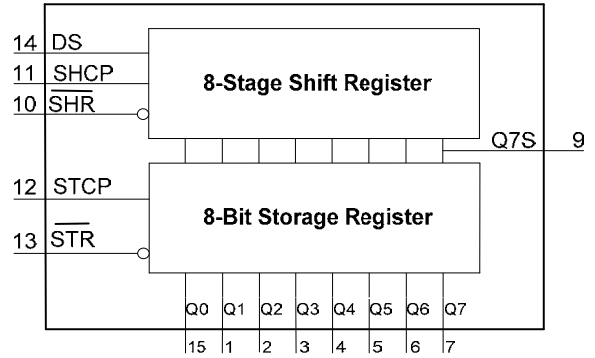 14 DS
11 SHCP
10 SHR
8-Stage Shift Register
Q7S 9
12 STCP
13 STR
8-Bit Storage Register
Q0 Q1 Q2 Q3 Q4 Q5 Q6 Q7
15 1 2 3 4 5 6 7